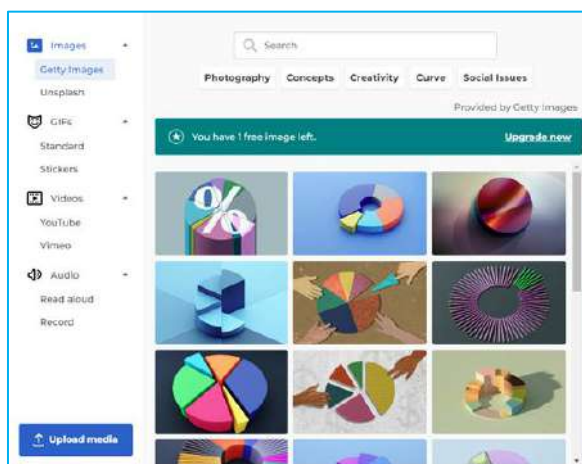 Images
Getty Images
Unsplash
GIFs
Standard
Stickers
Videos
YouTube
Vimeo
Audio
Read aloud
Record
Upload media
Search
Photography Concepts Creativity Curve Social Issues
Provided by Getty Images
You have 1 free image left. Upgrade now
%